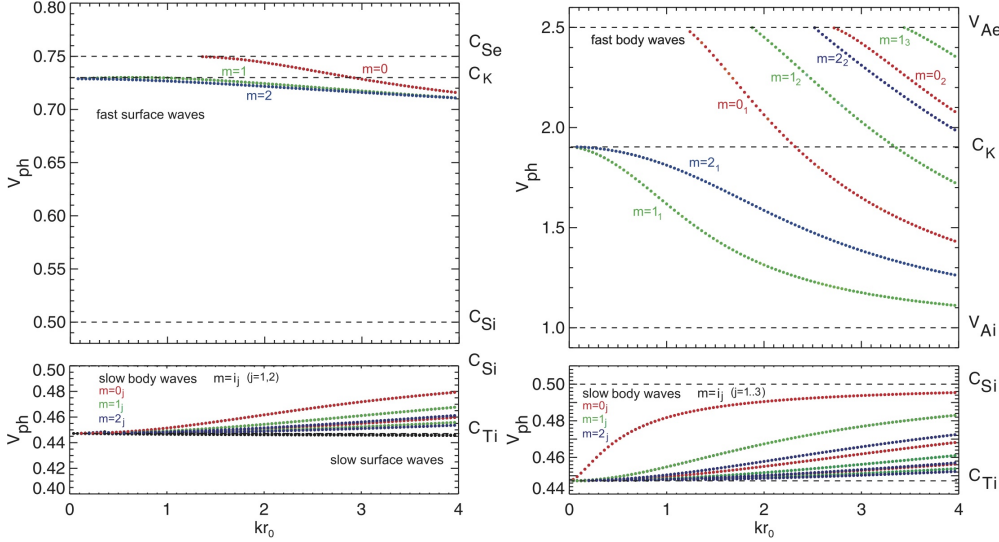 0.75
0.70
0.65
0.60
0.55
0.50
V_ph
C_Se
C_K
C_Si
m=0
m=1
m=2
fast surface waves
0.50
0.48
0.46
0.44
0.42
0.40
V_ph
C_Si
C_Ti
slow body waves m=i_j (j=1,2)
m=0_j
m=1_j
m=2_j
slow surface waves
0 1 2 3 4
kr_0
2.5
2.0
1.5
1.0
V_ph
V_Ae
C_K
V_Ai
fast body waves
m=1_3
m=0_2
m=2_2
m=1_2
m=0_1
m=2_1
m=1_1
0.50
0.48
0.46
0.44
V_ph
C_Si
C_Ti
slow body waves m=i_j (j=1..3)
m=0_j
m=1_j
m=2_j
0 1 2 3 4
kr_0